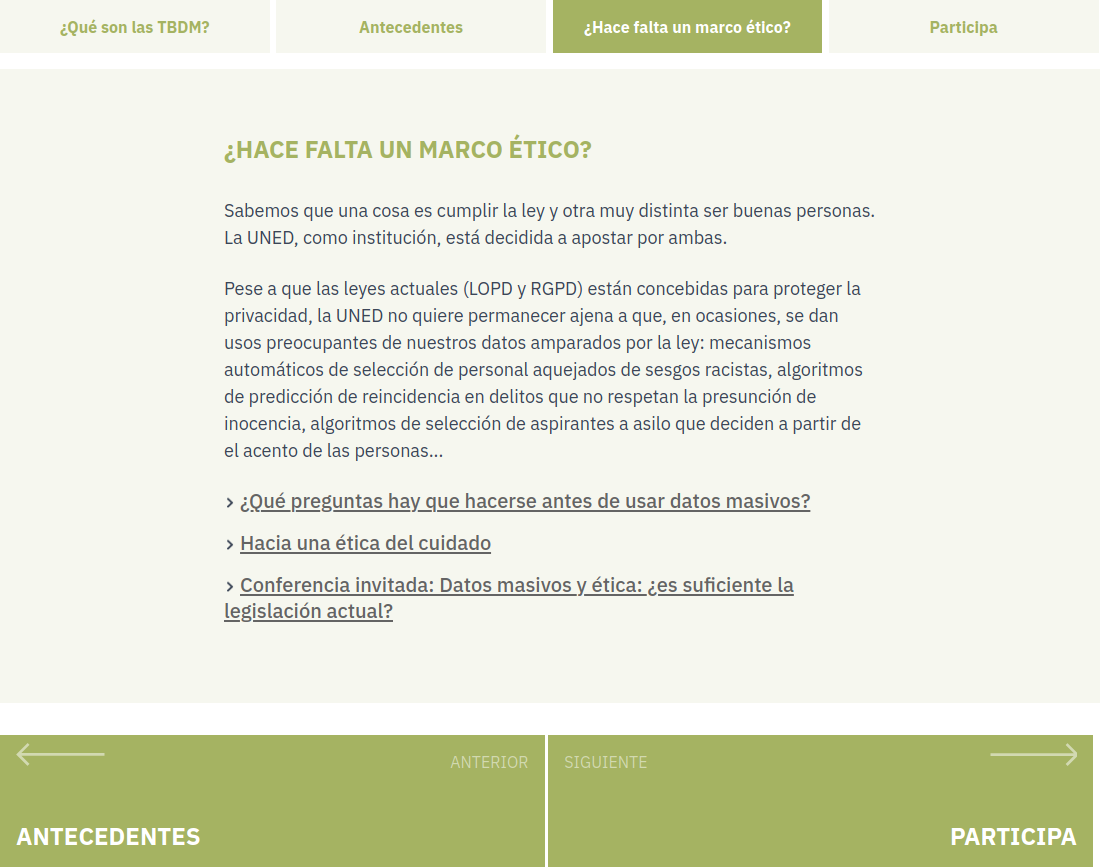 ¿Qué son las TBDM?
Antecedentes
¿Hace falta un marco ético?
Participa
¿HACE FALTA UN MARCO ÉTICO?
Sabemos que una cosa es cumplir la ley y otra muy distinta ser buenas personas.
La UNED, como institución, está decidida a apostar por ambas.
Pese a que las leyes actuales (LOPD y RGPD) están concebidas para proteger la
privacidad, la UNED no quiere permanecer ajena a que, en ocasiones, se dan
usos preocupantes de nuestros datos amparados por la ley: mecanismos
automáticos de selección de personal aquejados de sesgos racistas, algoritmos
de predicción de reincidencia en delitos que no respetan la presunción de
inocencia, algoritmos de selección de aspirantes a asilo que deciden a partir de
el acento de las personas...
› ¿Qué preguntas hay que hacerse antes de usar datos masivos?
› Hacia una ética del cuidado
› Conferencia invitada: Datos masivos y ética: ¿es suficiente la
legislación actual?
ANTERIOR
ANTECEDENTES
SIGUIENTE
PARTICIPA